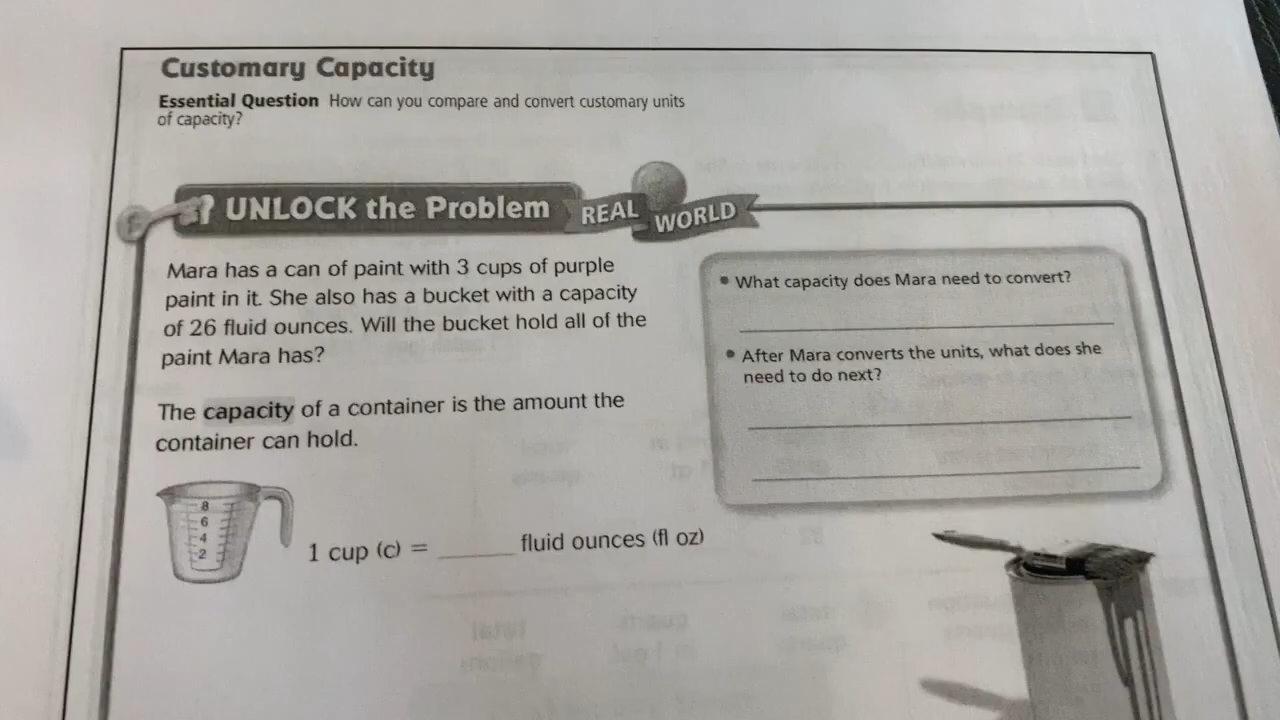 Customary Capacity
Essential Question How can you compare and convert customary units
of capacity?
UNLOCK the Problem REAL WORLD
Mara has a can of paint with 3 cups of purple
paint in it. She also has a bucket with a capacity
of 26 fluid ounces. Will the bucket hold all of the
paint Mara has?
The capacity of a container is the amount the
container can hold.
• What capacity does Mara need to convert?
• After Mara converts the units, what does she
need to do next?
8
6
4
2
1 cup (c) = ______ fluid ounces (fl oz)